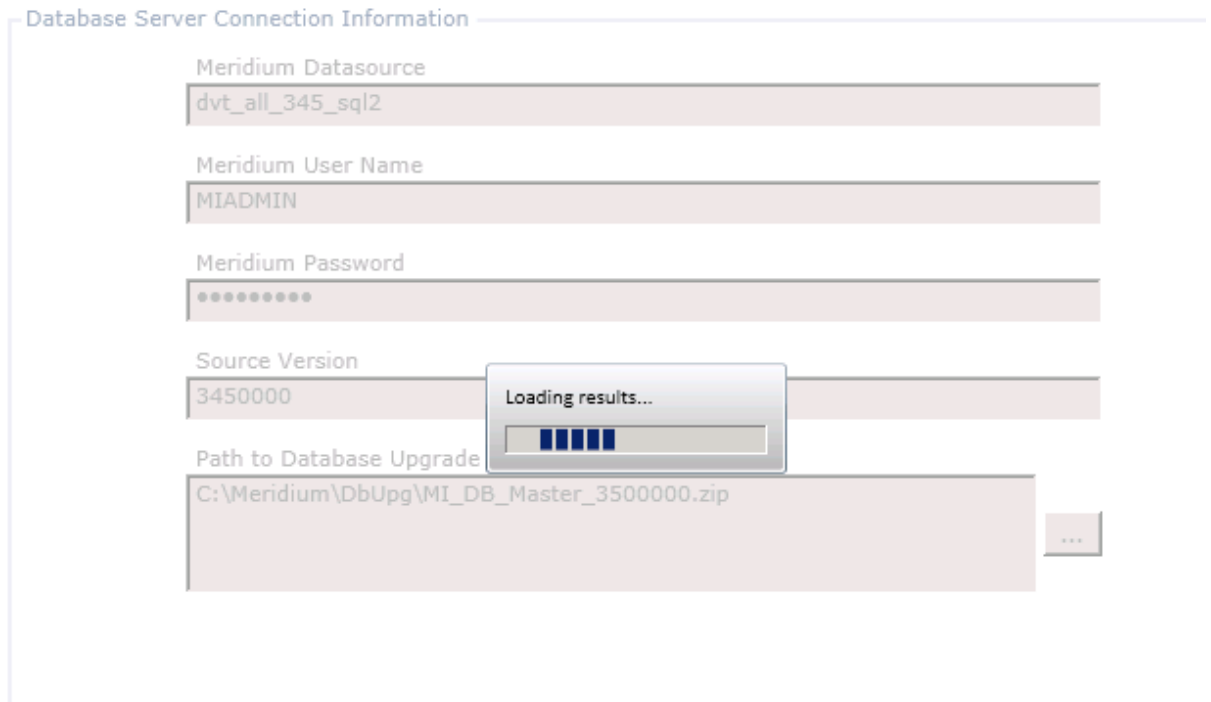 Database Server Connection Information
Meridium Datasource
dvt_all_345_sql2
Meridium User Name
MIADMIN
Meridium Password
•••••••••
Source Version
3450000
Loading results...
Path to Database Upgrade
C:\Meridium\DbUpg\MI_DB_Master_3500000.zip
...